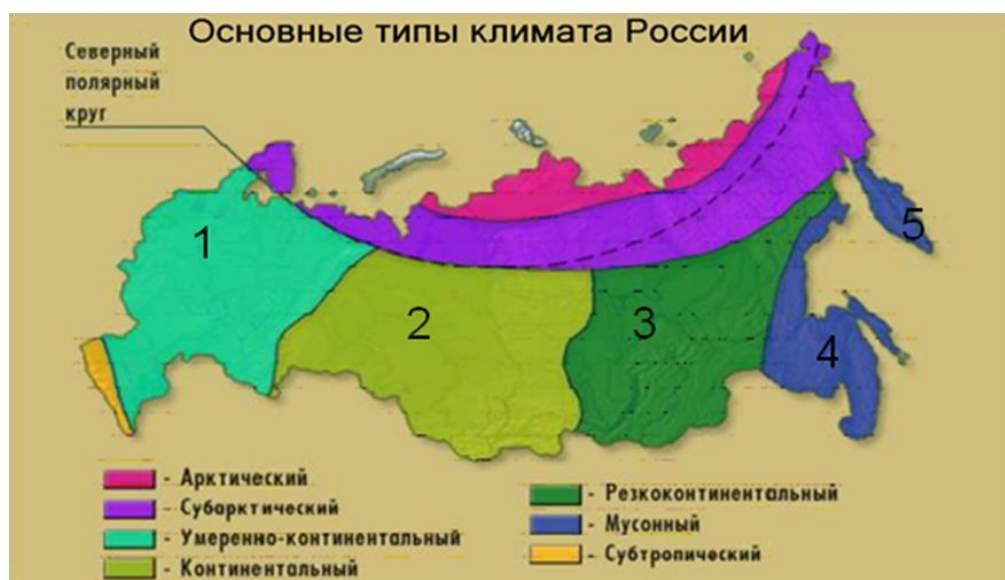 Основные типы климата России
Северный
полярный
круг
1
2
3
4
5
- Арктический
- Субарктический
- Умеренно-континентальный
- Континентальный
- Резкоконтинентальный
- Муссонный
- Субтропический